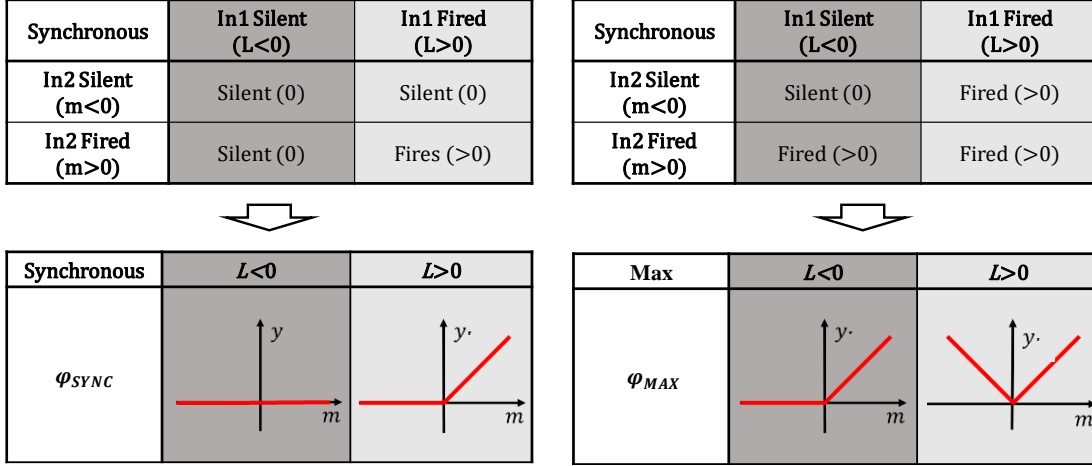 Synchronous
In1 Silent
(L<0)
In1 Fired
(L>0)
In2 Silent
(m<0)
Silent (0)
Silent (0)
In2 Fired
(m>0)
Silent (0)
Fires (>0)
Synchronous
In1 Silent
(L<0)
In1 Fired
(L>0)
In2 Silent
(m<0)
Silent (0)
Fired (>0)
In2 Fired
(m>0)
Fired (>0)
Fired (>0)
Synchronous
L<0
L>0
φSYNC
y
m
y.
m
Max
L<0
L>0
φMAX
y.
m
y.
m